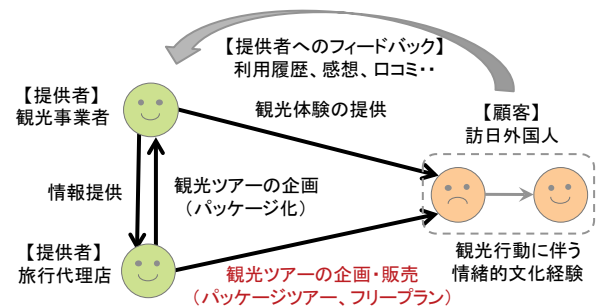 【提供者へのフィードバック】
利用履歴、感想、口コミ‥
【提供者】
観光事業者
観光体験の提供
【顧客】
訪日外国人
情報提供
観光ツアーの企画
（パッケージ化）
【提供者】
旅行代理店
観光ツアーの企画・販売
（パッケージツアー、フリープラン）
観光行動に伴う
情緒的文化経験